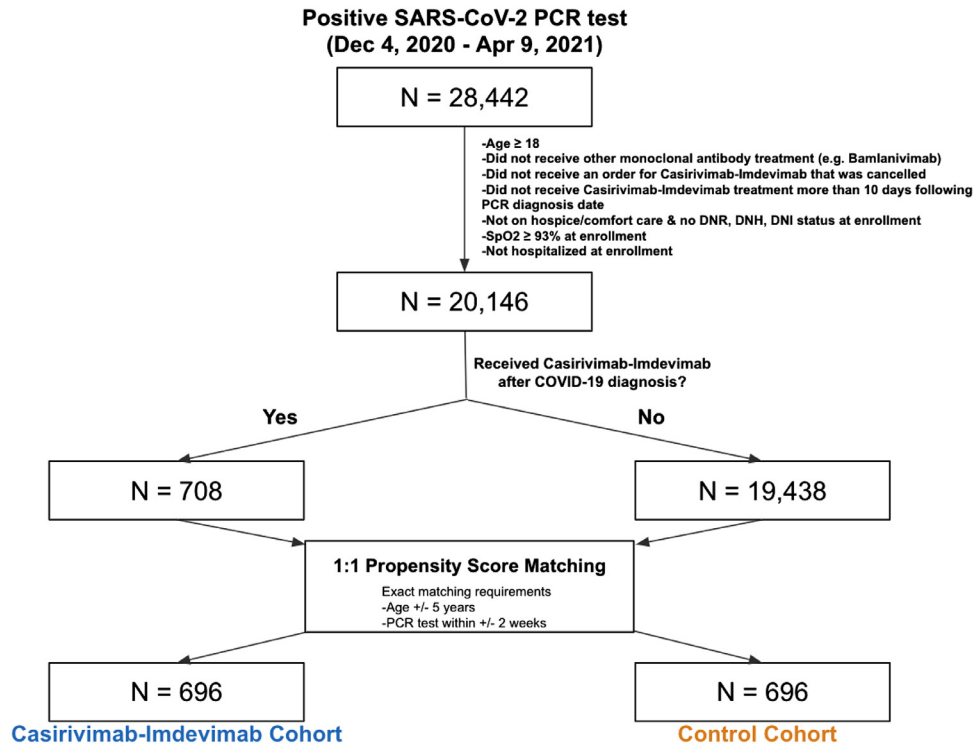 Positive SARS-CoV-2 PCR test
(Dec 4, 2020 - Apr 9, 2021)
N = 28,442
-Age ≥ 18
-Did not receive other monoclonal antibody treatment (e.g. Bamlanivimab)
-Did not receive an order for Casirivimab-Imdevimab that was cancelled
-Did not receive Casirivimab-Imdevimab treatment more than 10 days following
PCR diagnosis date
-Not on hospice/comfort care & no DNR, DNH, DNI status at enrollment
-SpO2 ≥ 93% at enrollment
-Not hospitalized at enrollment
N = 20,146
Received Casirivimab-Imdevimab
after COVID-19 diagnosis?
Yes
No
N = 708
N = 19,438
1:1 Propensity Score Matching
Exact matching requirements
-Age +/- 5 years
-PCR test within +/- 2 weeks
N = 696
N = 696
Casirivimab-Imdevimab Cohort
Control Cohort